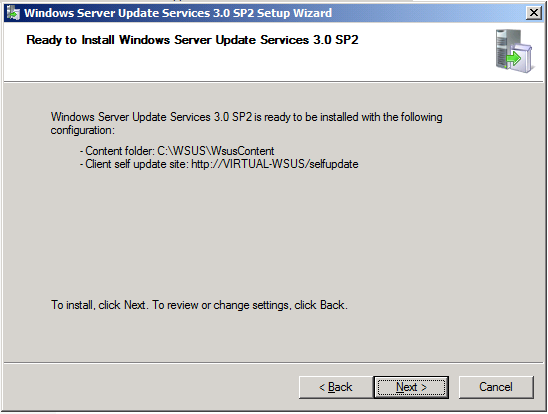 Windows Server Update Services 3.0 SP2 Setup Wizard
Ready to Install Windows Server Update Services 3.0 SP2
Windows Server Update Services 3.0 SP2 is ready to be installed with the following
configuration:
- Content folder: C:\WSUS\WsusContent
- Client self update site: http://VIRTUAL-WSUS/selfupdate
To install, click Next. To review or change settings, click Back.
< Back
Next >
Cancel